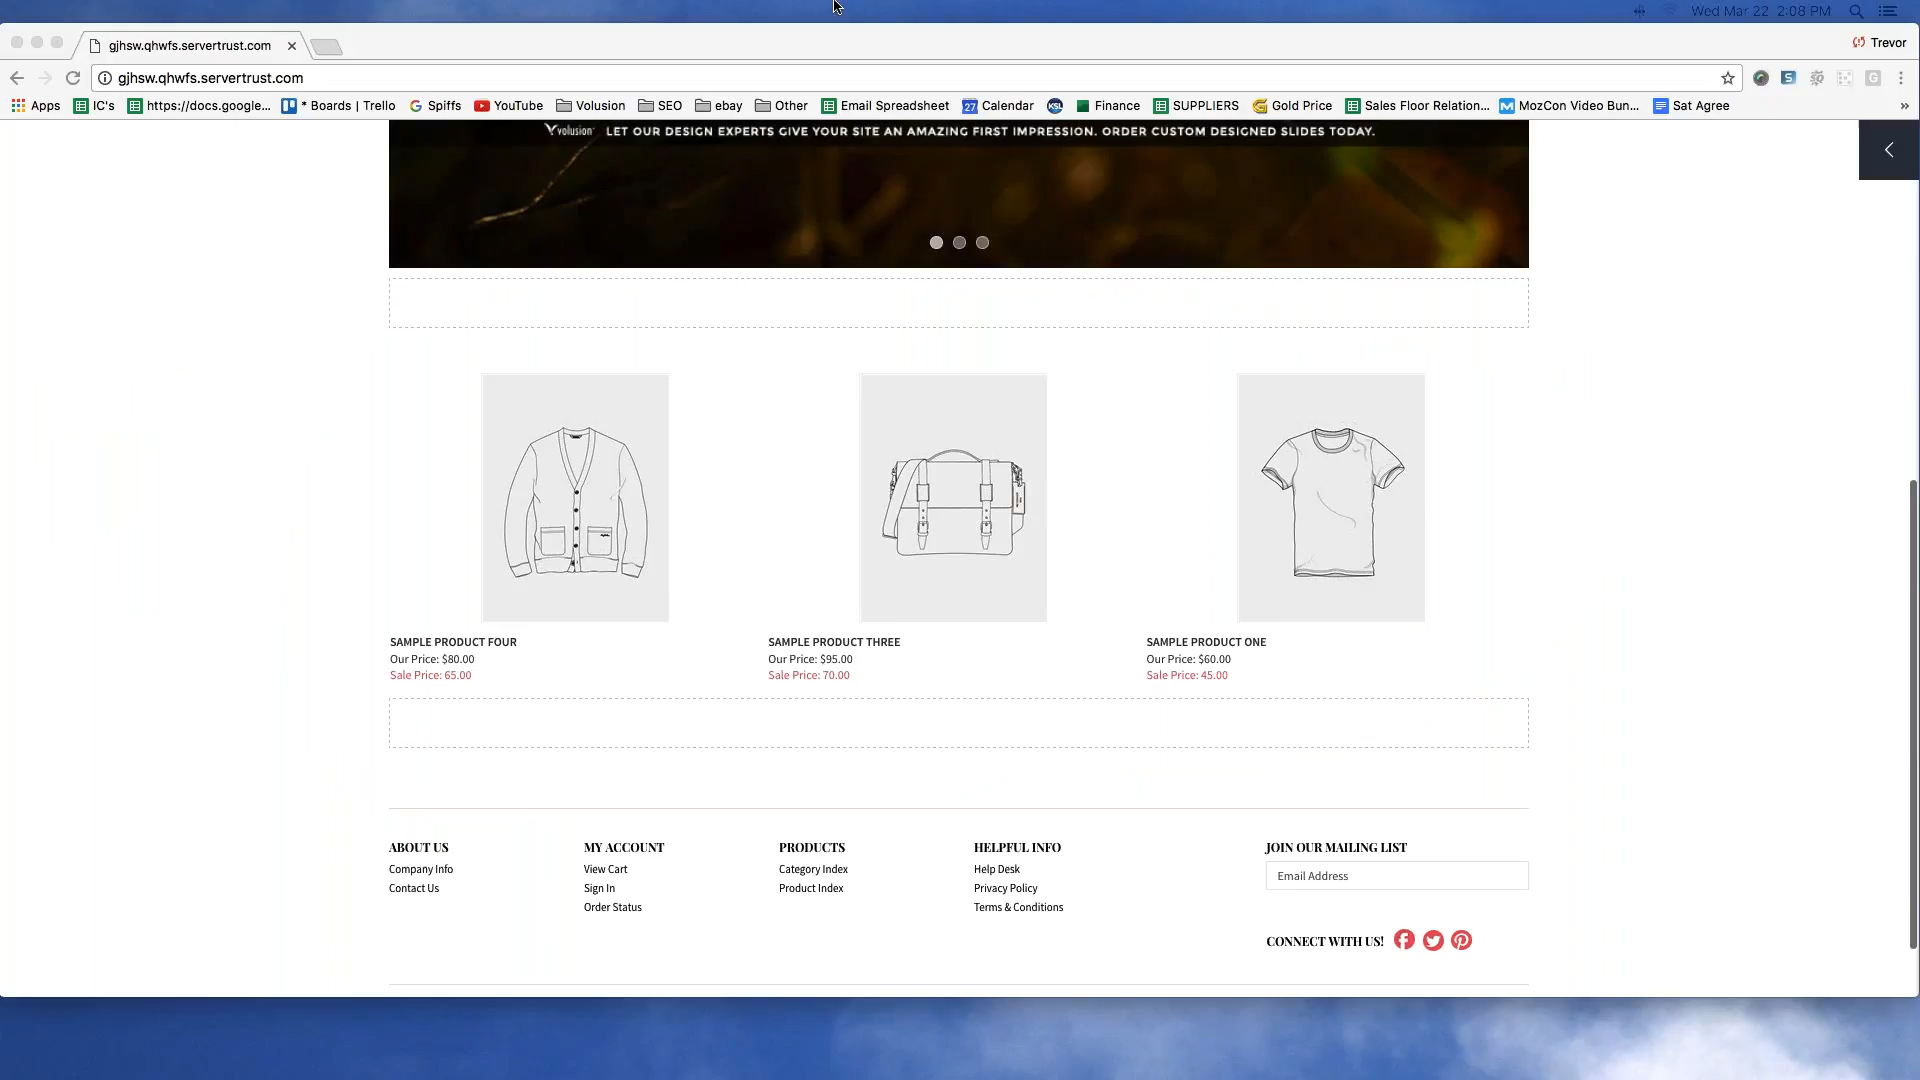 Wed Mar 22 2:08 PM
gjhsw.qhwfs.servertrust.com
Trevor
gjhsw.qhwfs.servertrust.com
Apps IC's https://docs.google... * Boards | Trello Spiffs YouTube Volusion SEO ebay Other Email Spreadsheet 27 Calendar KSL Finance SUPPLIERS Gold Price Sales Floor Relation... MozCon Video Bun... Sat Agree »
volusion LET OUR DESIGN EXPERTS GIVE YOUR SITE AN AMAZING FIRST IMPRESSION. ORDER CUSTOM DESIGNED SLIDES TODAY.
SAMPLE PRODUCT FOUR
Our Price: $80.00
Sale Price: 65.00
SAMPLE PRODUCT THREE
Our Price: $95.00
Sale Price: 70.00
SAMPLE PRODUCT ONE
Our Price: $60.00
Sale Price: 45.00
ABOUT US
Company Info
Contact Us
MY ACCOUNT
View Cart
Sign In
Order Status
PRODUCTS
Category Index
Product Index
HELPFUL INFO
Help Desk
Privacy Policy
Terms & Conditions
JOIN OUR MAILING LIST
Email Address
CONNECT WITH US!